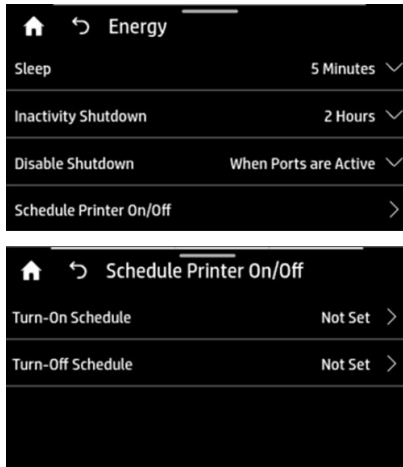 Energy
Sleep 5 Minutes
Inactivity Shutdown 2 Hours
Disable Shutdown When Ports are Active
Schedule Printer On/Off
Schedule Printer On/Off
Turn-On Schedule Not Set
Turn-Off Schedule Not Set